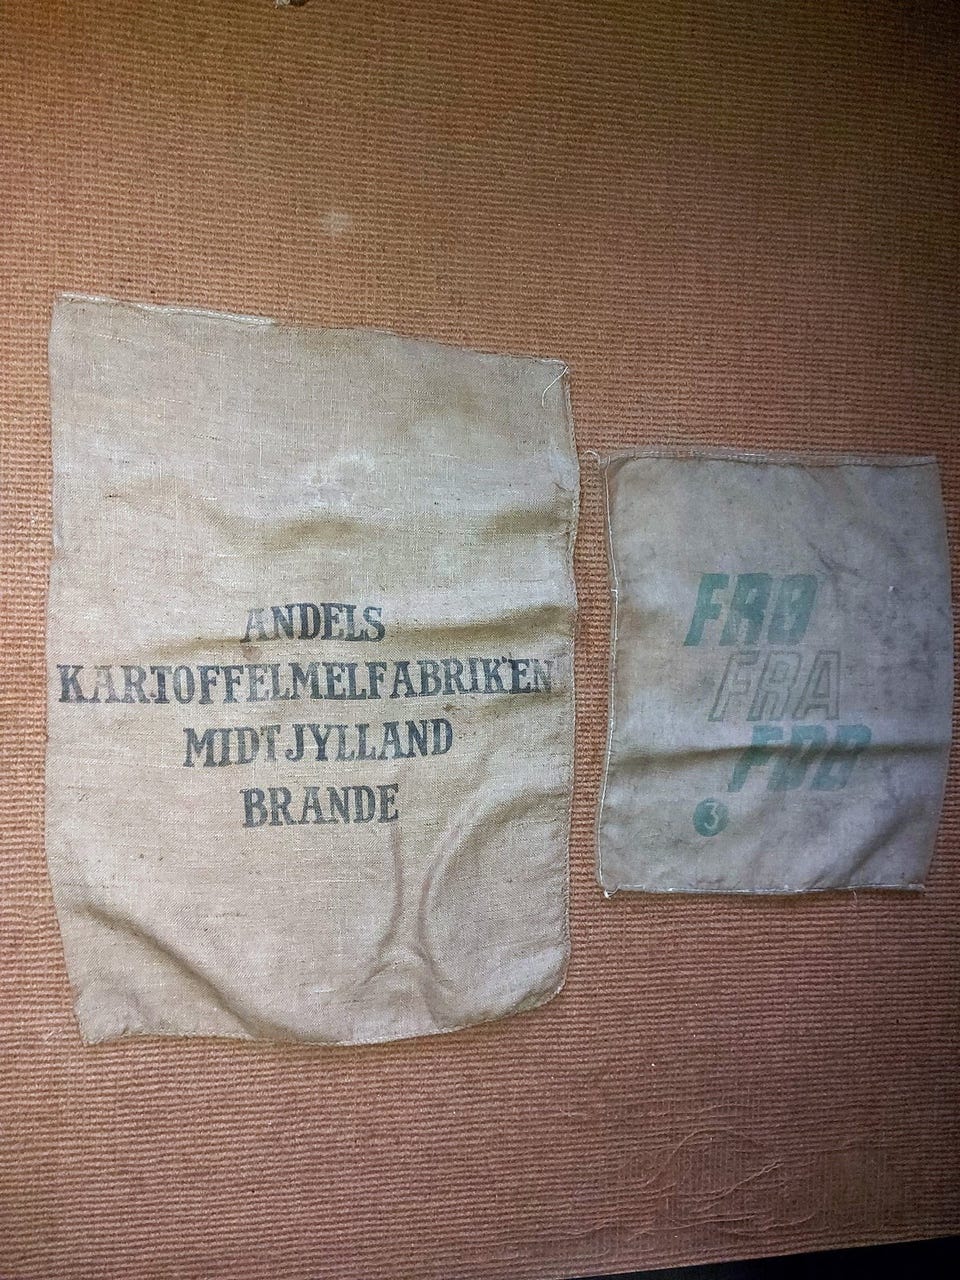 ANDELS
KARTOFFELMELFABRIKEN
MIDTJYLLAND
BRANDE
FRØ
FRA
FDB
3